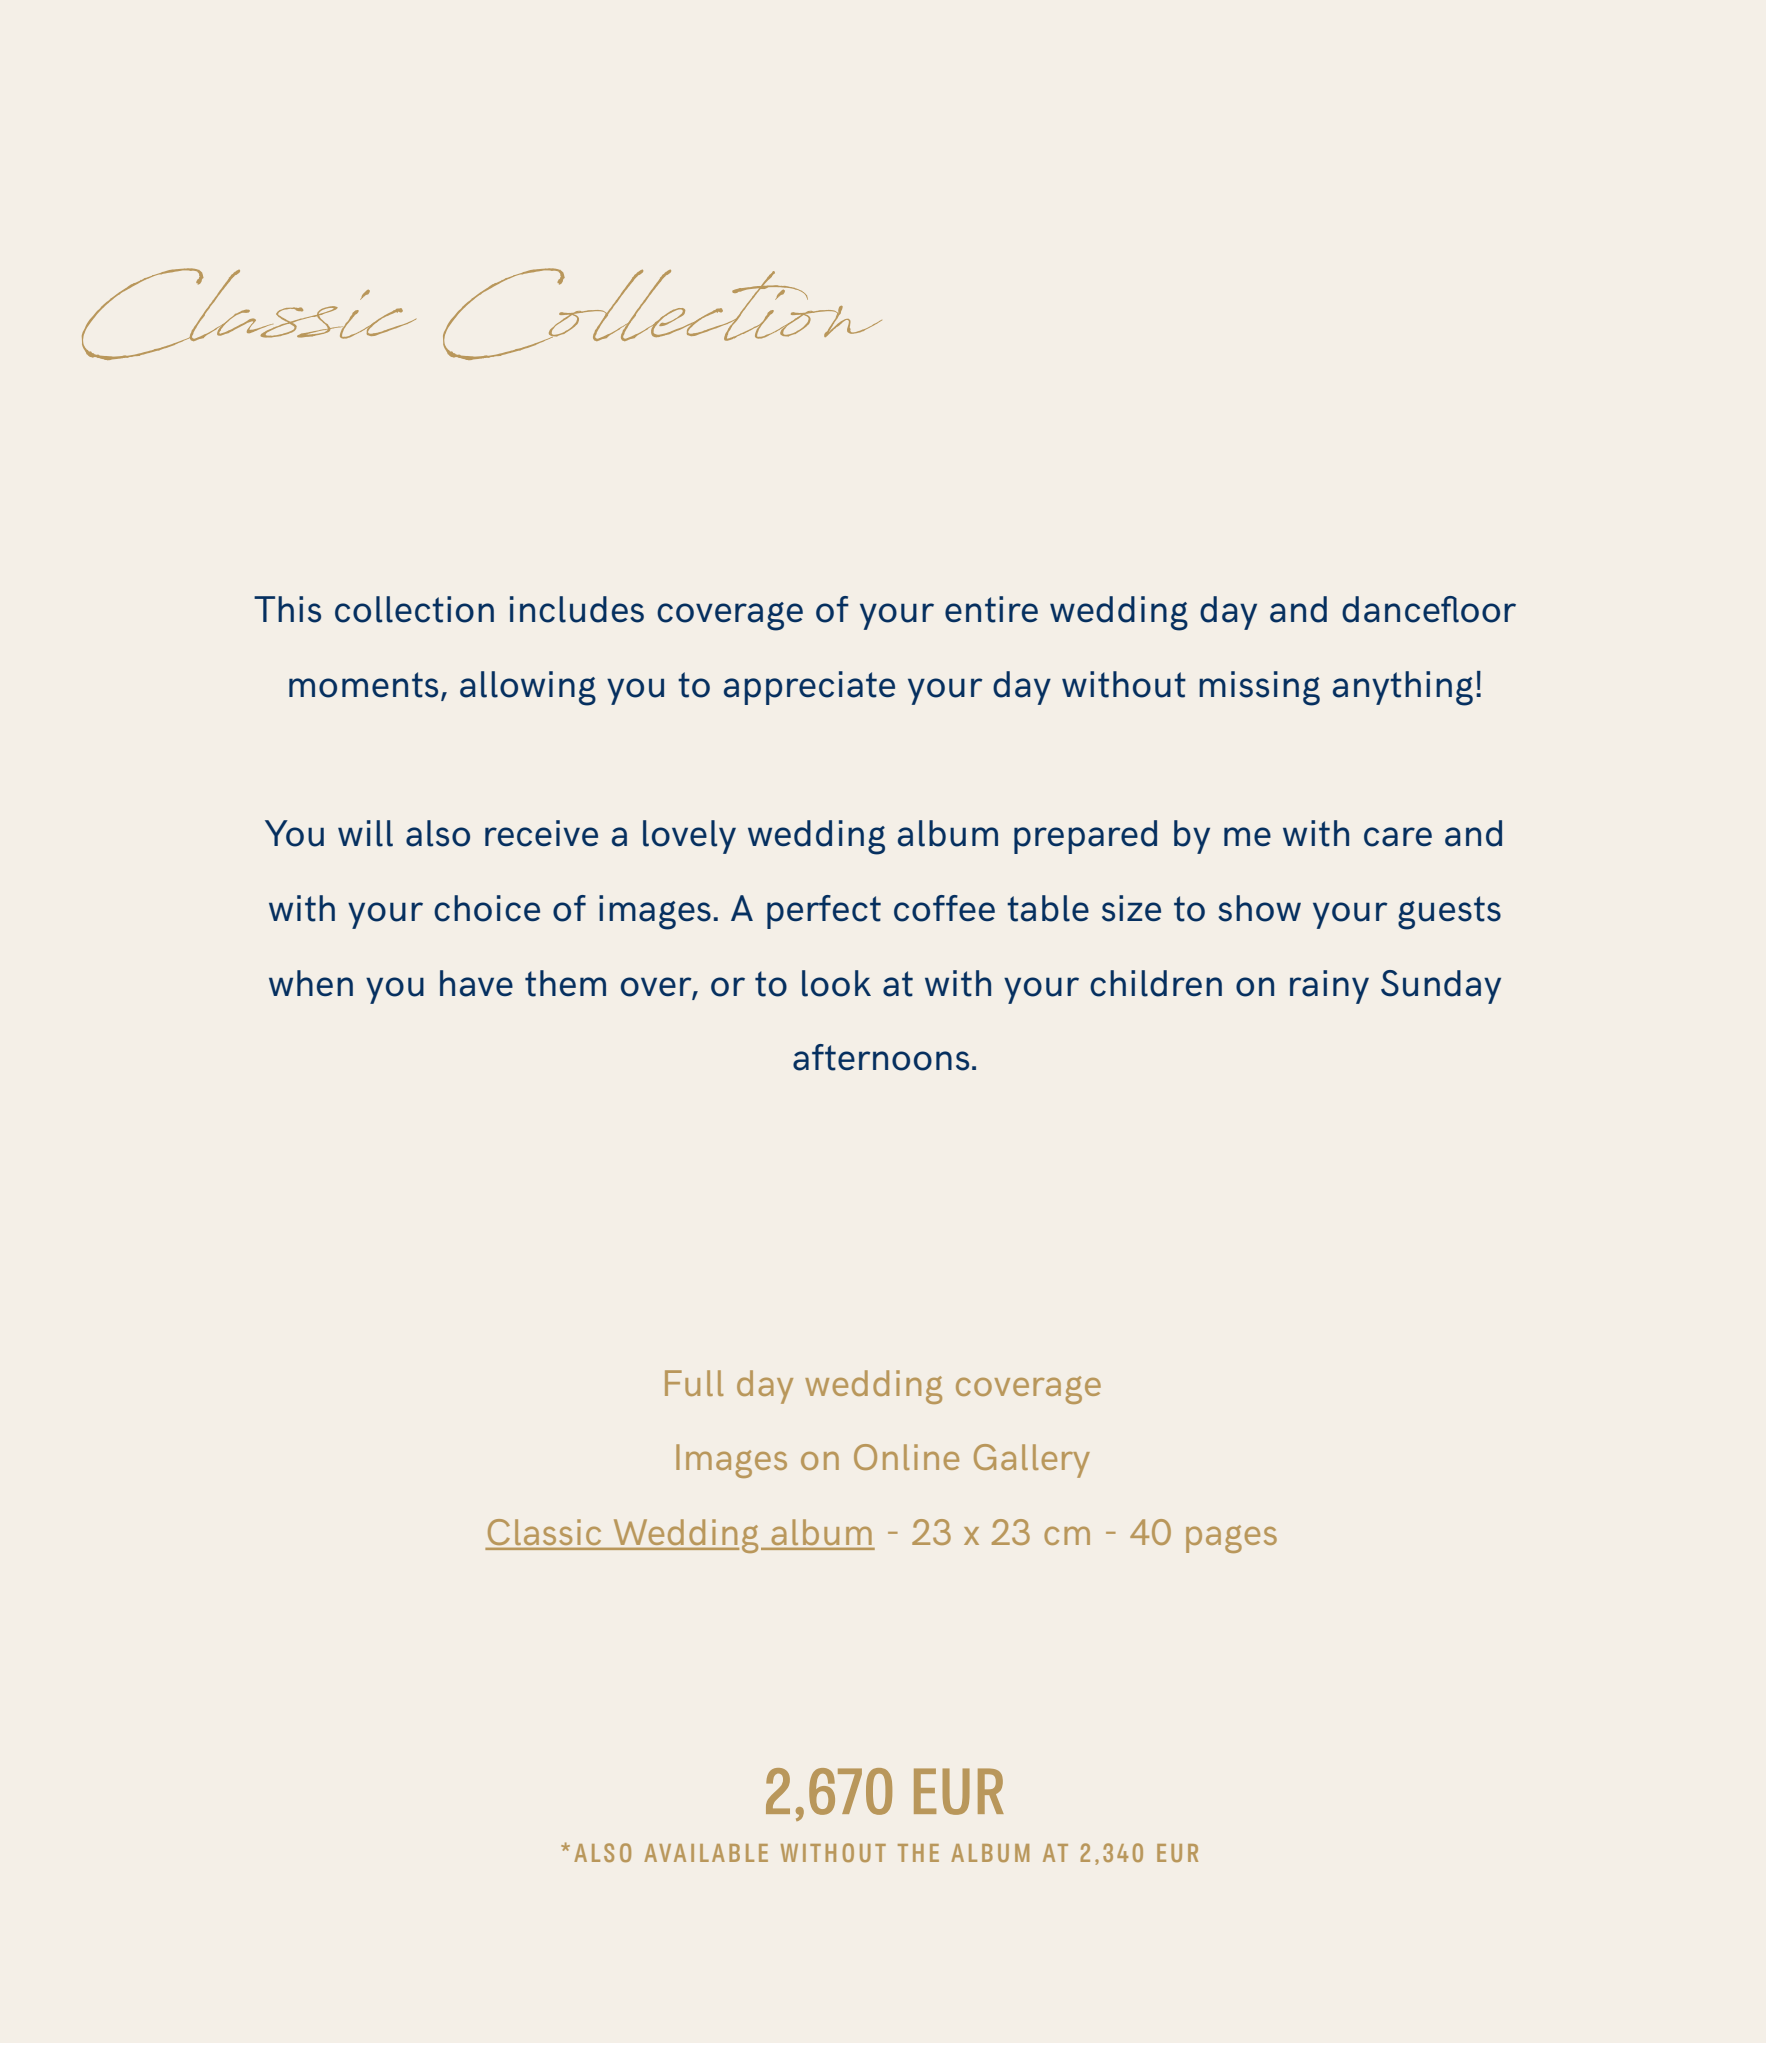 Classic Collection
This collection includes coverage of your entire wedding day and dancefloor
moments, allowing you to appreciate your day without missing anything!
You will also receive a lovely wedding album prepared by me with care and
with your choice of images. A perfect coffee table size to show your guests
when you have them over, or to look at with your children on rainy Sunday
afternoons.
Full day wedding coverage
Images on Online Gallery
Classic Wedding album - 23 x 23 cm - 40 pages
2,670 EUR
*ALSO AVAILABLE WITHOUT THE ALBUM AT 2,340 EUR